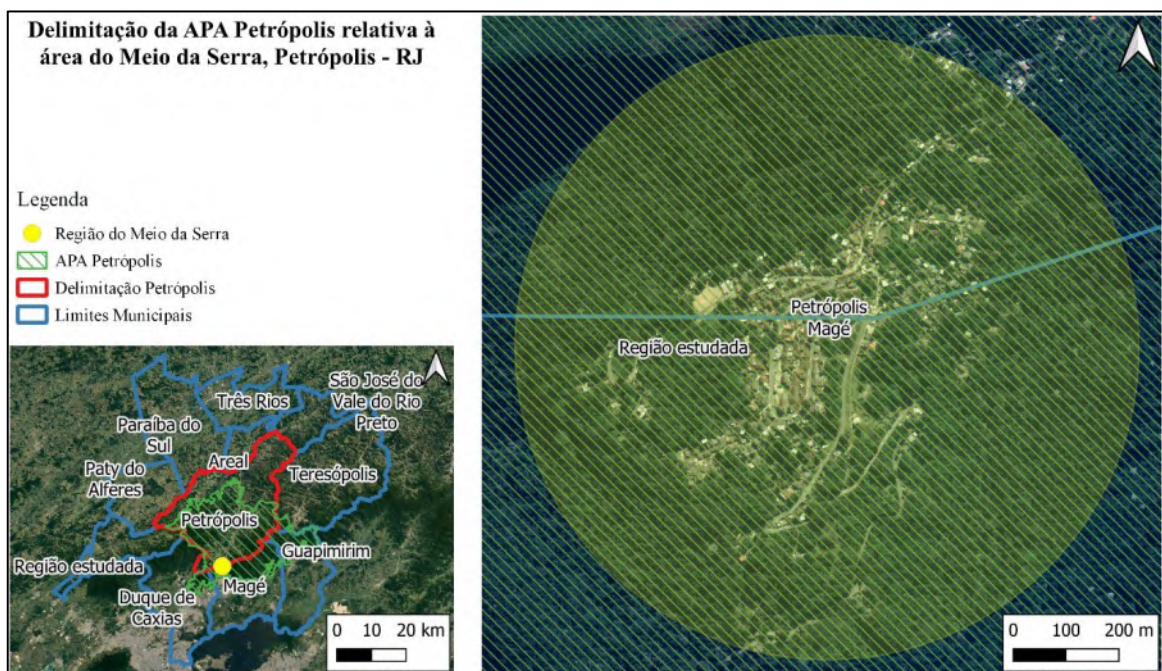 Delimitação da APA Petrópolis relativa à
área do Meio da Serra, Petrópolis - RJ
Legenda
Região do Meio da Serra
APA Petrópolis
Delimitação Petrópolis
Limites Municipais
Três Rios
São José do
Vale do Rio
Preto
Paraíba do
Sul
Areal
Paty do
Alferes
Teresópolis
Petrópolis
Região estudada
Guapimirim
Magé
Duque de
Caxias
0 10 20 km
Petrópolis
Magé
Região estudada
0 100 200 m